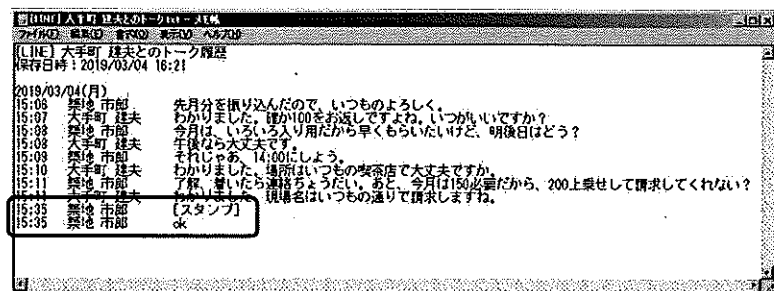 [LINE] 大手町 建夫とのトーク.txt - メモ帳
ファイル(F) 編集(E) 書式(O) 表示(V) ヘルプ(H)
[LINE] 大手町 建夫とのトーク履歴
保存日時：2019/03/04 16:21
2019/03/04(月)
15:06 築地 市郎 先月分を振り込んだので、いつものよろしく。
15:07 大手町 建夫 わかりました。確か100をお返しですよね。いつがいいですか？
15:08 築地 市郎 今月は、いろいろ入り用だから早くもらいたいけど、明後日はどう？
15:08 大手町 建夫 午後なら大丈夫です。
15:09 築地 市郎 それじゃあ、14:00にしよう。
15:10 大手町 建夫 わかりました。場所はいつもの喫茶店で大丈夫ですか。
15:11 築地 市郎 了解、着いたら連絡ちょうだい。あと、今月は150必要だから、200上乗せして請求してくれない？
15:11 大手町 建夫 わかりました。現場名はいつもの通りで請求しますね。
15:35 築地 市郎 [スタンプ]
15:35 築地 市郎 ok